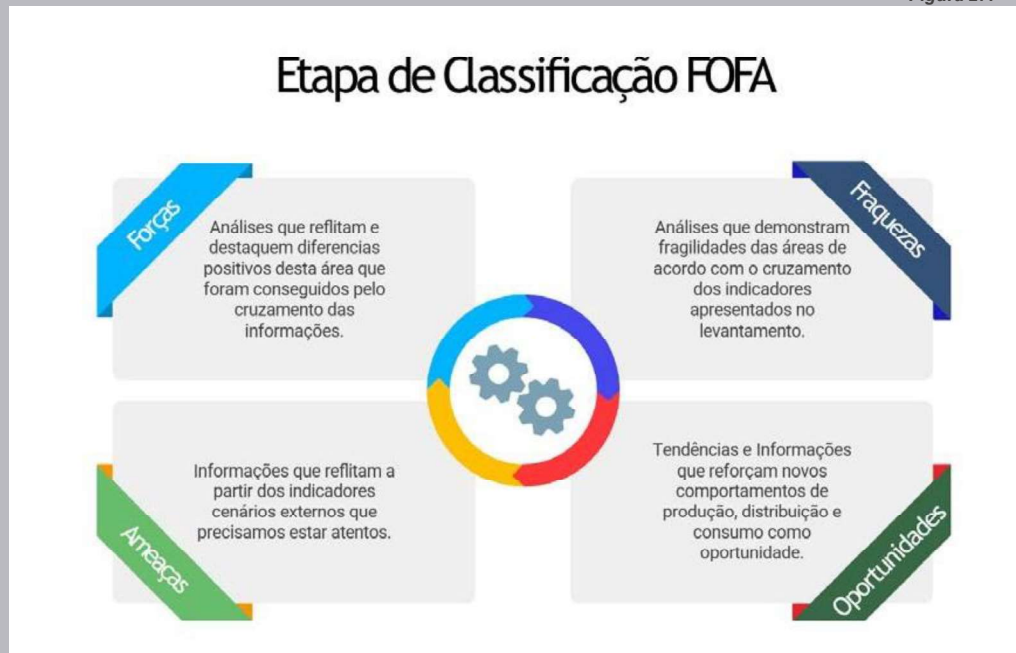 Etapa de Classificação FOFA
Forças
Análises que reflitam e
destaquem diferencias
positivos desta área que
foram conseguidos pelo
cruzamento das
informações.
Fraquezas
Análises que demonstram
fragilidades das áreas de
acordo com o cruzamento
dos indicadores
apresentados no
levantamento.
Ameaças
Informações que reflitam a
partir dos indicadores
cenários externos que
precisamos estar atentos.
Oportunidades
Tendências e Informações
que reforçam novos
comportamentos de
produção, distribuição e
consumo como
oportunidade.